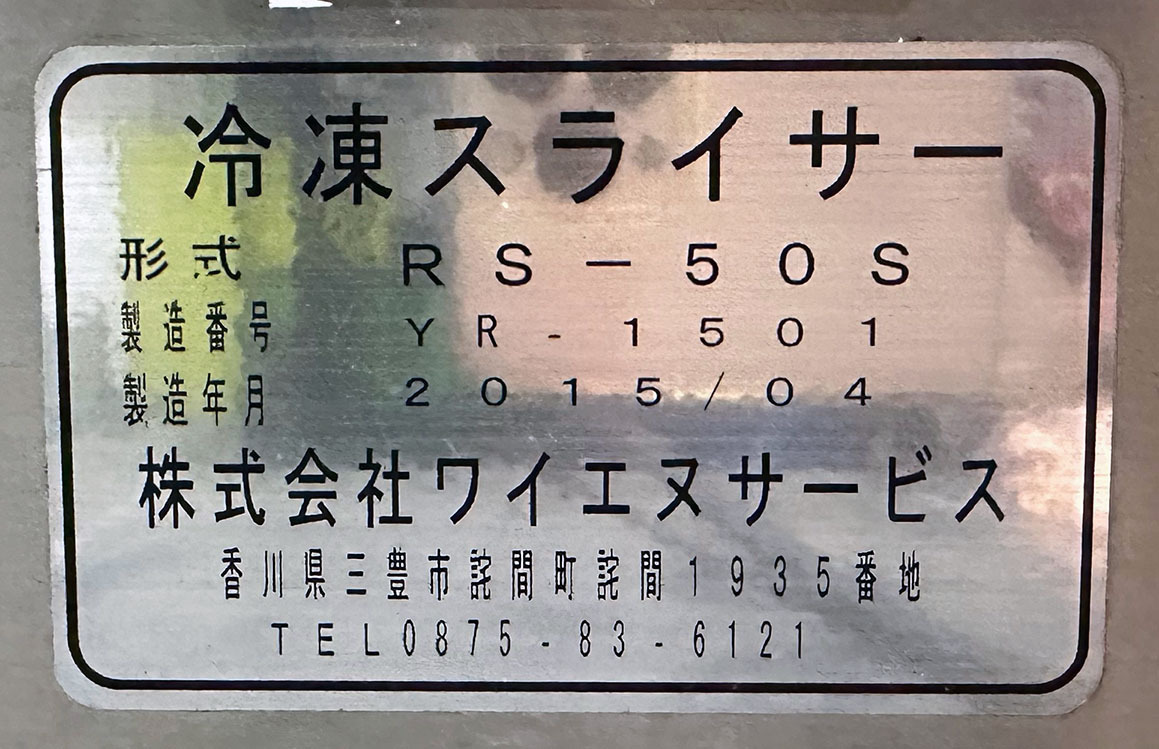 冷凍スライサー
形式 RS-50S
製造番号 YR-1501
製造年月 2015/04
株式会社ワイエヌサービス
香川県三豊市詫間町詫間1935番地
TEL0875-83-6121